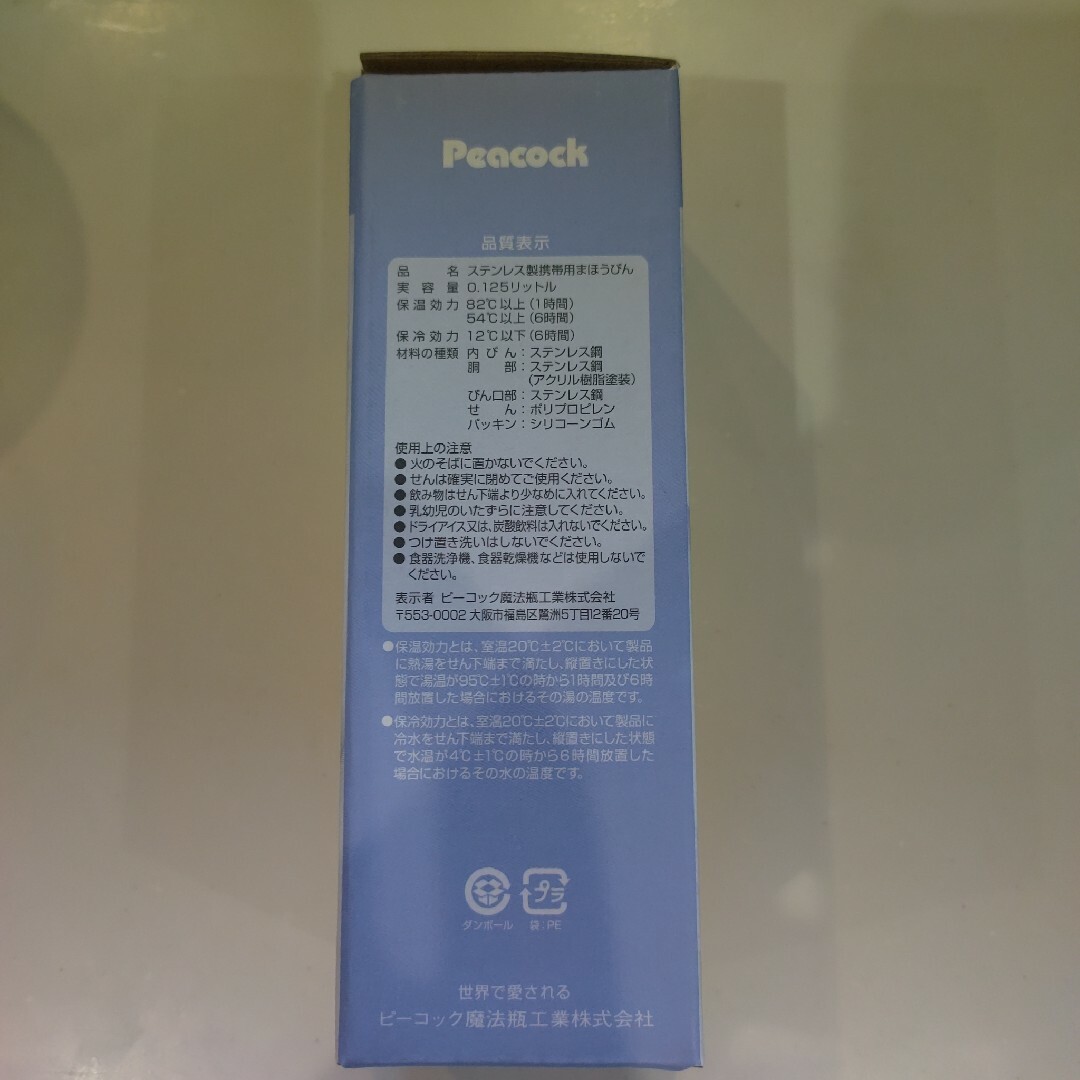 Peacock
品質表示
品名 ステンレス製携帯用まほうびん
実容量 0.125リットル
保温効力 82℃以上(1時間)
54℃以上(6時間)
保冷効力 12℃以下(6時間)
材料の種類 内びん:ステンレス鋼
胴部:ステンレス鋼
(アクリル樹脂塗装)
びん口部:ステンレス鋼
せん:ポリプロピレン
パッキン:シリコーンゴム
使用上の注意
●火のそばに置かないでください。
●せんは確実に閉めてご使用ください。
●飲み物はせん下端より少なめに入れてください。
●乳幼児のいたずらに注意してください。
●ドライアイス又は、炭酸飲料は入れないでください。
●つけ置き洗いはしないでください。
●食器洗浄機、食器乾燥機などは使用しないで
ください。
表示者 ピーコック魔法瓶工業株式会社
〒553-0002 大阪市福島区鷺洲5丁目12番20号
●保温効力とは、室温20℃±2℃において製品
に熱湯をせん下端まで満たし、縦置きにした状
態で湯温が95℃±1℃の時から1時間及び6時
間放置した場合におけるその湯の温度です。
●保冷効力とは、室温20℃±2℃において製品に
冷水をせん下端まで満たし、縦置きにした状態
で水温が4℃±1℃の時から6時間放置した
場合におけるその水の温度です。
プラ
ダンボール 袋:PE
世界で愛される
ピーコック魔法瓶工業株式会社